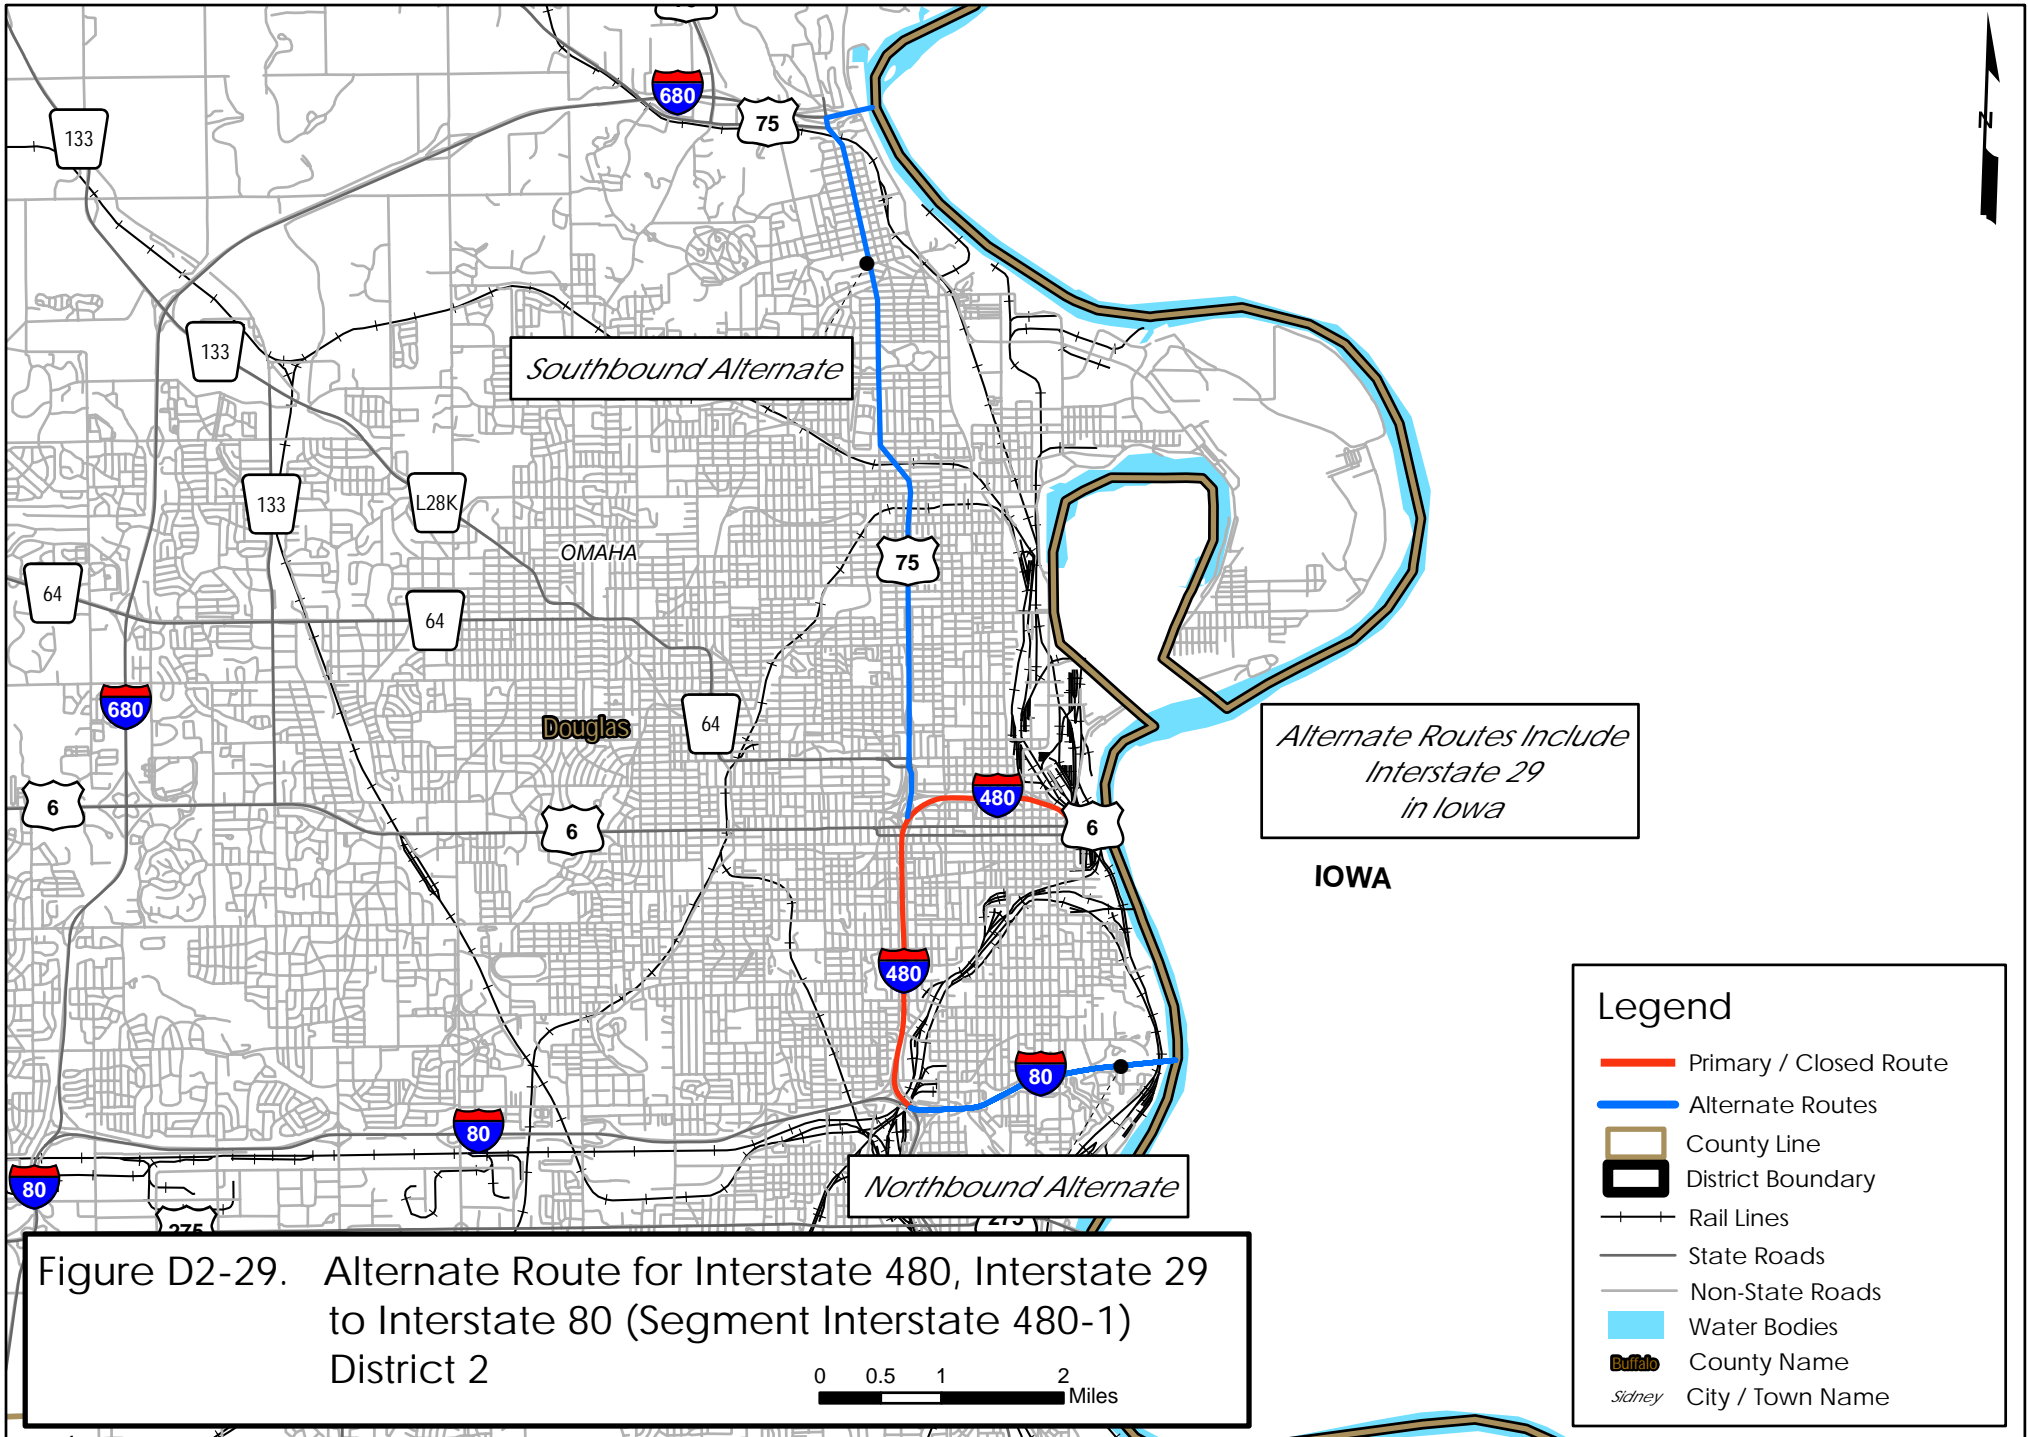 680
75
133
N
133
Southbound Alternate
133
L28K
OMAHA
75
64
64
680
Douglas
64
Alternate Routes Include
Interstate 29
in Iowa
480
6
6
6
IOWA
480
80
80
80
Northbound Alternate
275
275
Figure D2-29. Alternate Route for Interstate 480, Interstate 29
to Interstate 80 (Segment Interstate 480-1)
District 2
0 0.5 1 2
Miles
Legend
Primary / Closed Route
Alternate Routes
County Line
District Boundary
Rail Lines
State Roads
Non-State Roads
Water Bodies
Buffalo County Name
Sidney City / Town Name